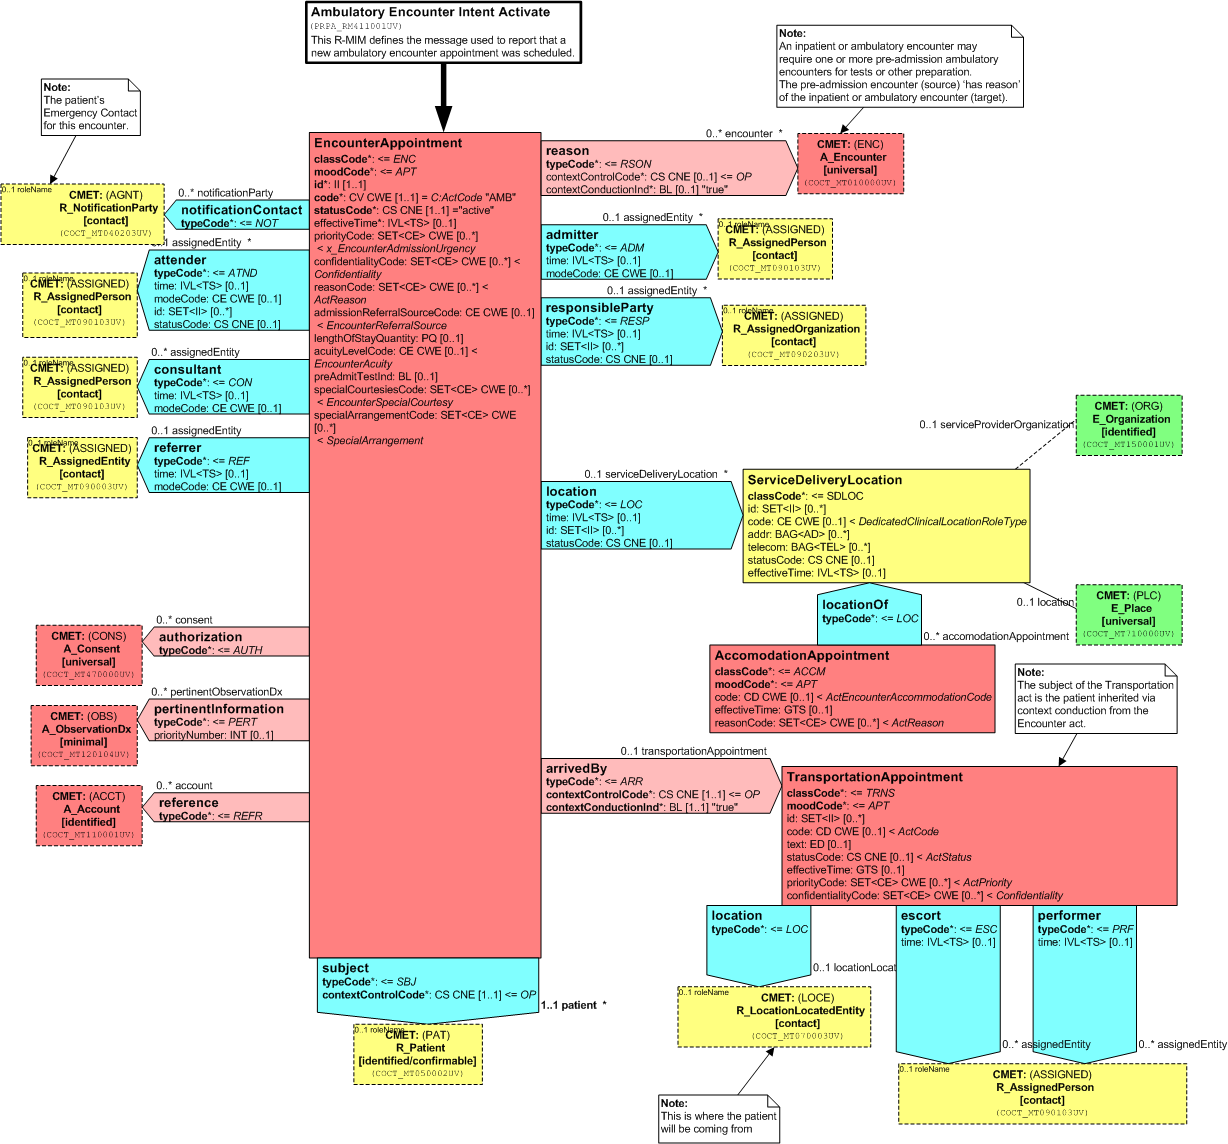 Ambulatory Encounter Intent Activate
(PRPA_RM411001UV)
This R-MIM defines the message used to report that a
new ambulatory encounter appointment was scheduled.
Note:
An inpatient or ambulatory encounter may
require one or more pre-admission ambulatory
encounters for tests or other preparation.
The pre-admission encounter (source) ‘has reason’
of the inpatient or ambulatory encounter (target).
Note:
The patient’s
Emergency Contact
for this encounter.
EncounterAppointment
classCode*: <= ENC
moodCode*: <= APT
id*: II [1..1]
code*: CV CWE [1..1] = C:ActCode "AMB"
statusCode*: CS CNE [1..1] ="active"
effectiveTime*: IVL<TS> [0..1]
priorityCode: SET<CE> CWE [0..*]
< x_EncounterAdmissionUrgency
confidentialityCode: SET<CE> CWE [0..*] <
Confidentiality
reasonCode: SET<CE> CWE [0..*] <
ActReason
admissionReferralSourceCode: CE CWE [0..1]
< EncounterReferralSource
lengthOfStayQuantity: PQ [0..1]
acuityLevelCode: CE CWE [0..1] <
EncounterAcuity
preAdmitTestInd: BL [0..1]
specialCourtesiesCode: SET<CE> CWE [0..*]
< EncounterSpecialCourtesy
specialArrangementCode: SET<CE> CWE
[0..*]
< SpecialArrangement
0..* notificationParty
notificationContact
typeCode*: <= NOT
0..1 roleName
CMET: (AGNT)
R_NotificationParty
[contact]
(COCT_MT040203UV)
0..1 assignedEntity *
attender
typeCode*: <= ATND
time: IVL<TS> [0..1]
modeCode: CE CWE [0..1]
id: SET<II> [0..*]
statusCode: CS CNE [0..1]
0..1 roleName
CMET: (ASSIGNED)
R_AssignedPerson
[contact]
(COCT_MT090103UV)
0..* assignedEntity
consultant
typeCode*: <= CON
time: IVL<TS> [0..1]
modeCode: CE CWE [0..1]
0..1 roleName
CMET: (ASSIGNED)
R_AssignedPerson
[contact]
(COCT_MT090103UV)
0..1 assignedEntity
referrer
typeCode*: <= REF
time: IVL<TS> [0..1]
modeCode: CE CWE [0..1]
0..1 roleName
CMET: (ASSIGNED)
R_AssignedEntity
[contact]
(COCT_MT090003UV)
0..* consent
authorization
typeCode*: <= AUTH
CMET: (CONS)
A_Consent
[universal]
(COCT_MT470000UV)
0..* pertinentObservationDx
pertinentInformation
typeCode*: <= PERT
priorityNumber: INT [0..1]
CMET: (OBS)
A_ObservationDx
[minimal]
(COCT_MT120104UV)
0..* account
reference
typeCode*: <= REFR
CMET: (ACCT)
A_Account
[identified]
(COCT_MT110001UV)
0..* encounter *
reason
typeCode*: <= RSON
contextControlCode*: CS CNE [0..1] <= OP
contextConductionInd*: BL [0..1] "true"
CMET: (ENC)
A_Encounter
[universal]
(COCT_MT010000UV)
0..1 assignedEntity *
admitter
typeCode*: <= ADM
time: IVL<TS> [0..1]
modeCode: CE CWE [0..1]
0..1 roleName
CMET: (ASSIGNED)
R_AssignedPerson
[contact]
(COCT_MT090103UV)
0..1 assignedEntity *
responsibleParty
typeCode*: <= RESP
time: IVL<TS> [0..1]
id: SET<II> [0..*]
statusCode: CS CNE [0..1]
0..1 roleName
CMET: (ASSIGNED)
R_AssignedOrganization
[contact]
(COCT_MT090203UV)
0..1 serviceDeliveryLocation *
location
typeCode*: <= LOC
time: IVL<TS> [0..1]
id: SET<II> [0..*]
statusCode: CS CNE [0..1]
ServiceDeliveryLocation
classCode*: <= SDLOC
id: SET<II> [0..*]
code: CE CWE [0..1] < DedicatedClinicalLocationRoleType
addr: BAG<AD> [0..*]
telecom: BAG<TEL> [0..*]
statusCode: CS CNE [0..1]
effectiveTime: IVL<TS> [0..1]
0..1 serviceProviderOrganization
CMET: (ORG)
E_Organization
[identified]
(COCT_MT150001UV)
0..1 location
CMET: (PLC)
E_Place
[universal]
(COCT_MT710000UV)
locationOf
typeCode*: <= LOC
0..* accomodationAppointment
AccomodationAppointment
classCode*: <= ACCM
moodCode*: <= APT
code: CD CWE [0..1] < ActEncounterAccommodationCode
effectiveTime: GTS [0..1]
reasonCode: SET<CE> CWE [0..*] < ActReason
Note:
The subject of the Transportation
act is the patient inherited via
context conduction from the
Encounter act.
0..1 transportationAppointment
arrivedBy
typeCode*: <= ARR
contextControlCode*: CS CNE [1..1] <= OP
contextConductionInd*: BL [1..1] "true"
TransportationAppointment
classCode*: <= TRNS
moodCode*: <= APT
id: SET<II> [0..*]
code: CD CWE [0..1] < ActCode
text: ED [0..1]
statusCode: CS CNE [0..1] < ActStatus
effectiveTime: GTS [0..1]
priorityCode: SET<CE> CWE [0..*] < ActPriority
confidentialityCode: SET<CE> CWE [0..*] < Confidentiality
location
typeCode*: <= LOC
0..1 locationLocat
0..1 roleName
CMET: (LOCE)
R_LocationLocatedEntity
[contact]
(COCT_MT070003UV)
escort
typeCode*: <= ESC
time: IVL<TS> [0..1]
0..* assignedEntity
performer
typeCode*: <= PRF
time: IVL<TS> [0..1]
0..* assignedEntity
0..1 roleName
CMET: (ASSIGNED)
R_AssignedPerson
[contact]
(COCT_MT090103UV)
subject
typeCode*: <= SBJ
contextControlCode*: CS CNE [1..1] <= OP
1..1 patient *
0..1 roleName
CMET: (PAT)
R_Patient
[identified/confirmable]
(COCT_MT050002UV)
Note:
This is where the patient
will be coming from